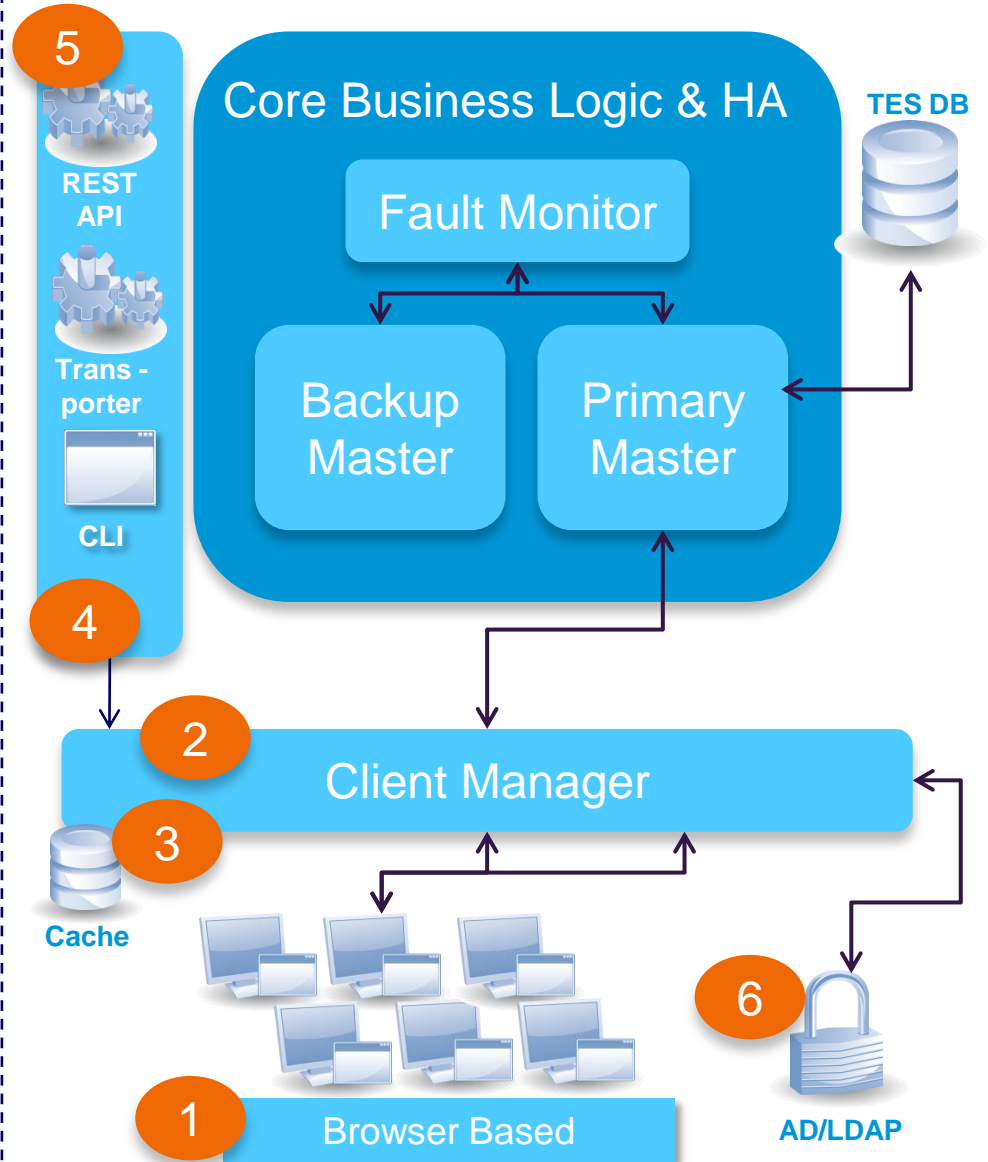 5
REST
API
Trans -
porter
CLI
4
Core Business Logic & HA
Fault Monitor
Backup
Master
Primary
Master
TES DB
2
Client Manager
3
Cache
6
AD/LDAP
1
Browser Based